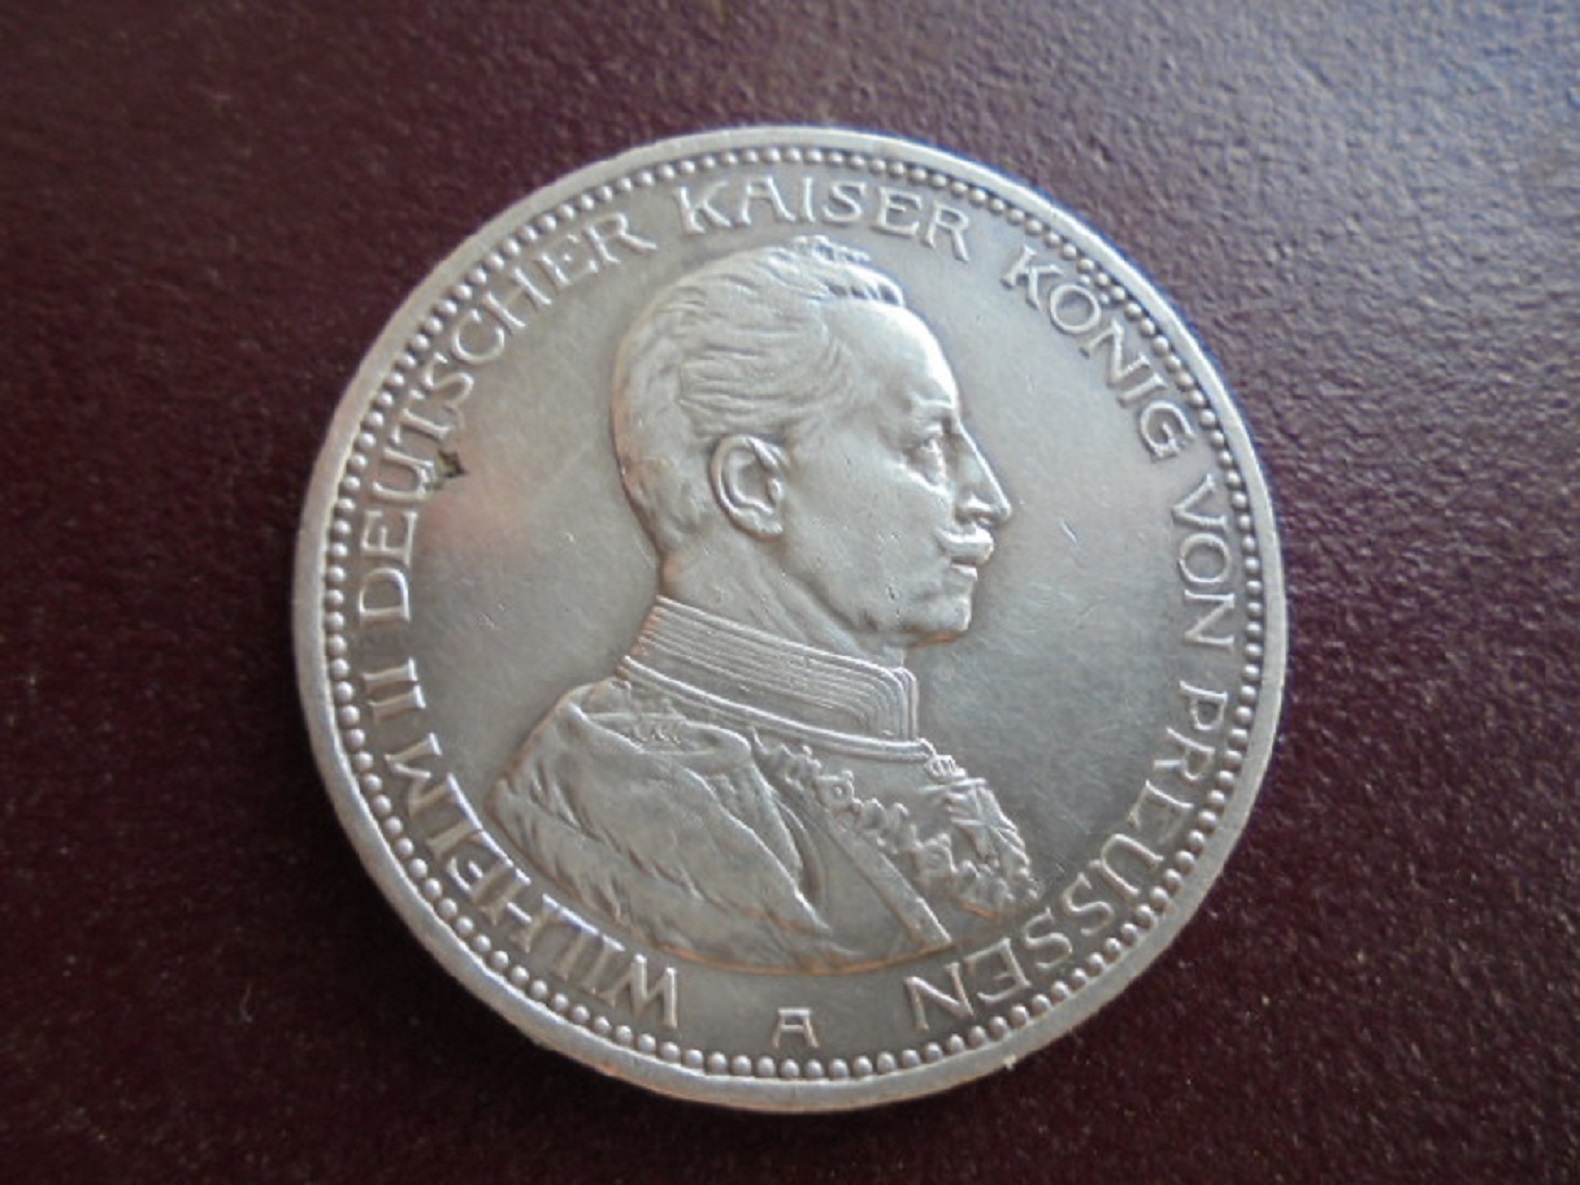 WILHELM II DEUTSCHER KAISER KÖNIG VON PREUSSEN
A